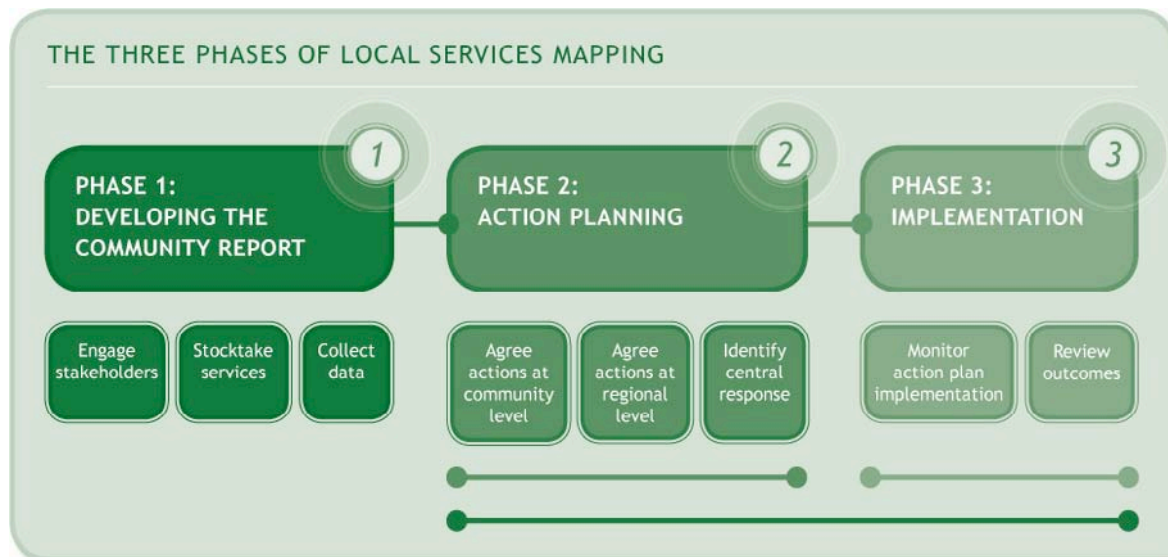 THE THREE PHASES OF LOCAL SERVICES MAPPING
1
PHASE 1:
DEVELOPING THE
COMMUNITY REPORT
2
PHASE 2:
ACTION PLANNING
3
PHASE 3:
IMPLEMENTATION
Engage
stakeholders
Stocktake
services
Collect
data
Agree
actions at
community
level
Agree
actions at
regional
level
Identify
central
response
Monitor
action plan
implementation
Review
outcomes